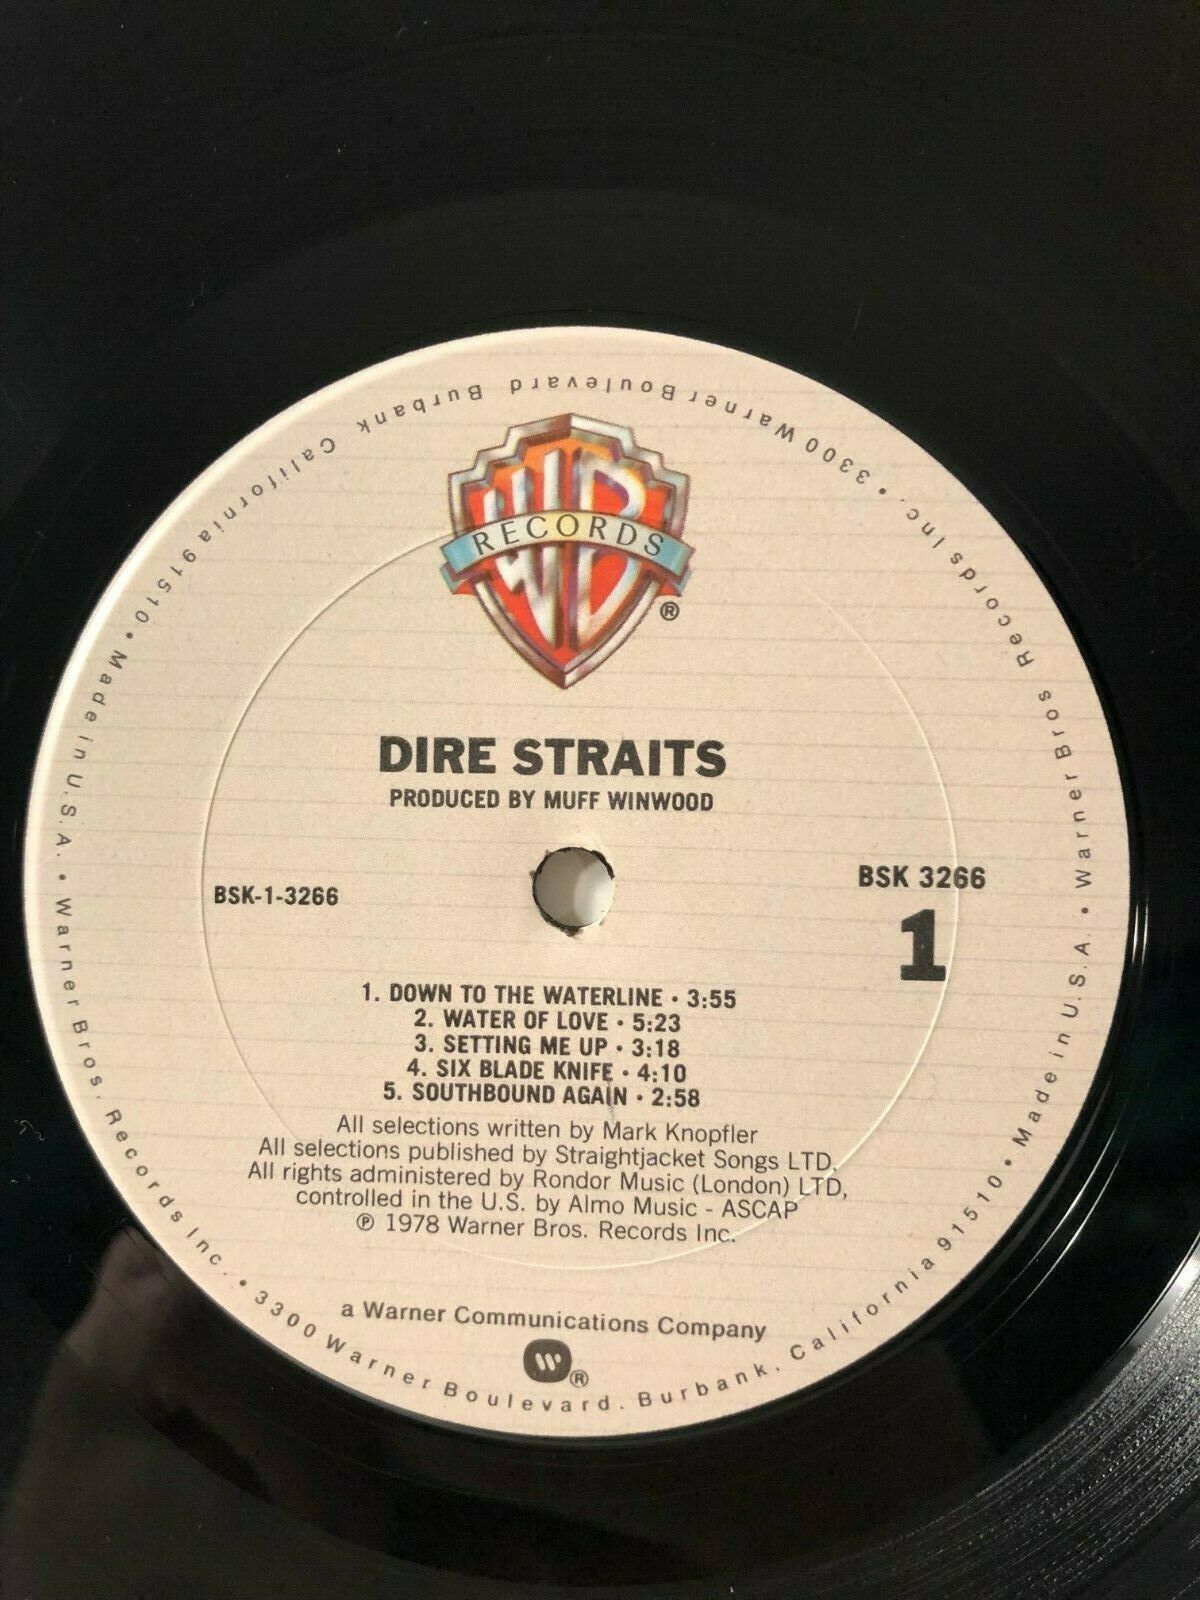 3300 Warner Boulevard Burbank California 91510 • Made in U.S.A. • Warner Bros. Records Inc. • 3300 Warner Boulevard. Burbank. California 91510 • Made in U.S.A. • Warner Bros Records Inc. •
WB
RECORDS
®
DIRE STRAITS
PRODUCED BY MUFF WINWOOD
BSK-1-3266
BSK 3266
1
1. DOWN TO THE WATERLINE • 3:55
2. WATER OF LOVE • 5:23
3. SETTING ME UP • 3:18
4. SIX BLADE KNIFE • 4:10
5. SOUTHBOUND AGAIN • 2:58
All selections written by Mark Knopfler
All selections published by Straightjacket Songs LTD.
All rights administered by Rondor Music (London) LTD,
controlled in the U.S. by Almo Music - ASCAP
℗ 1978 Warner Bros. Records Inc.
a Warner Communications Company
W ®